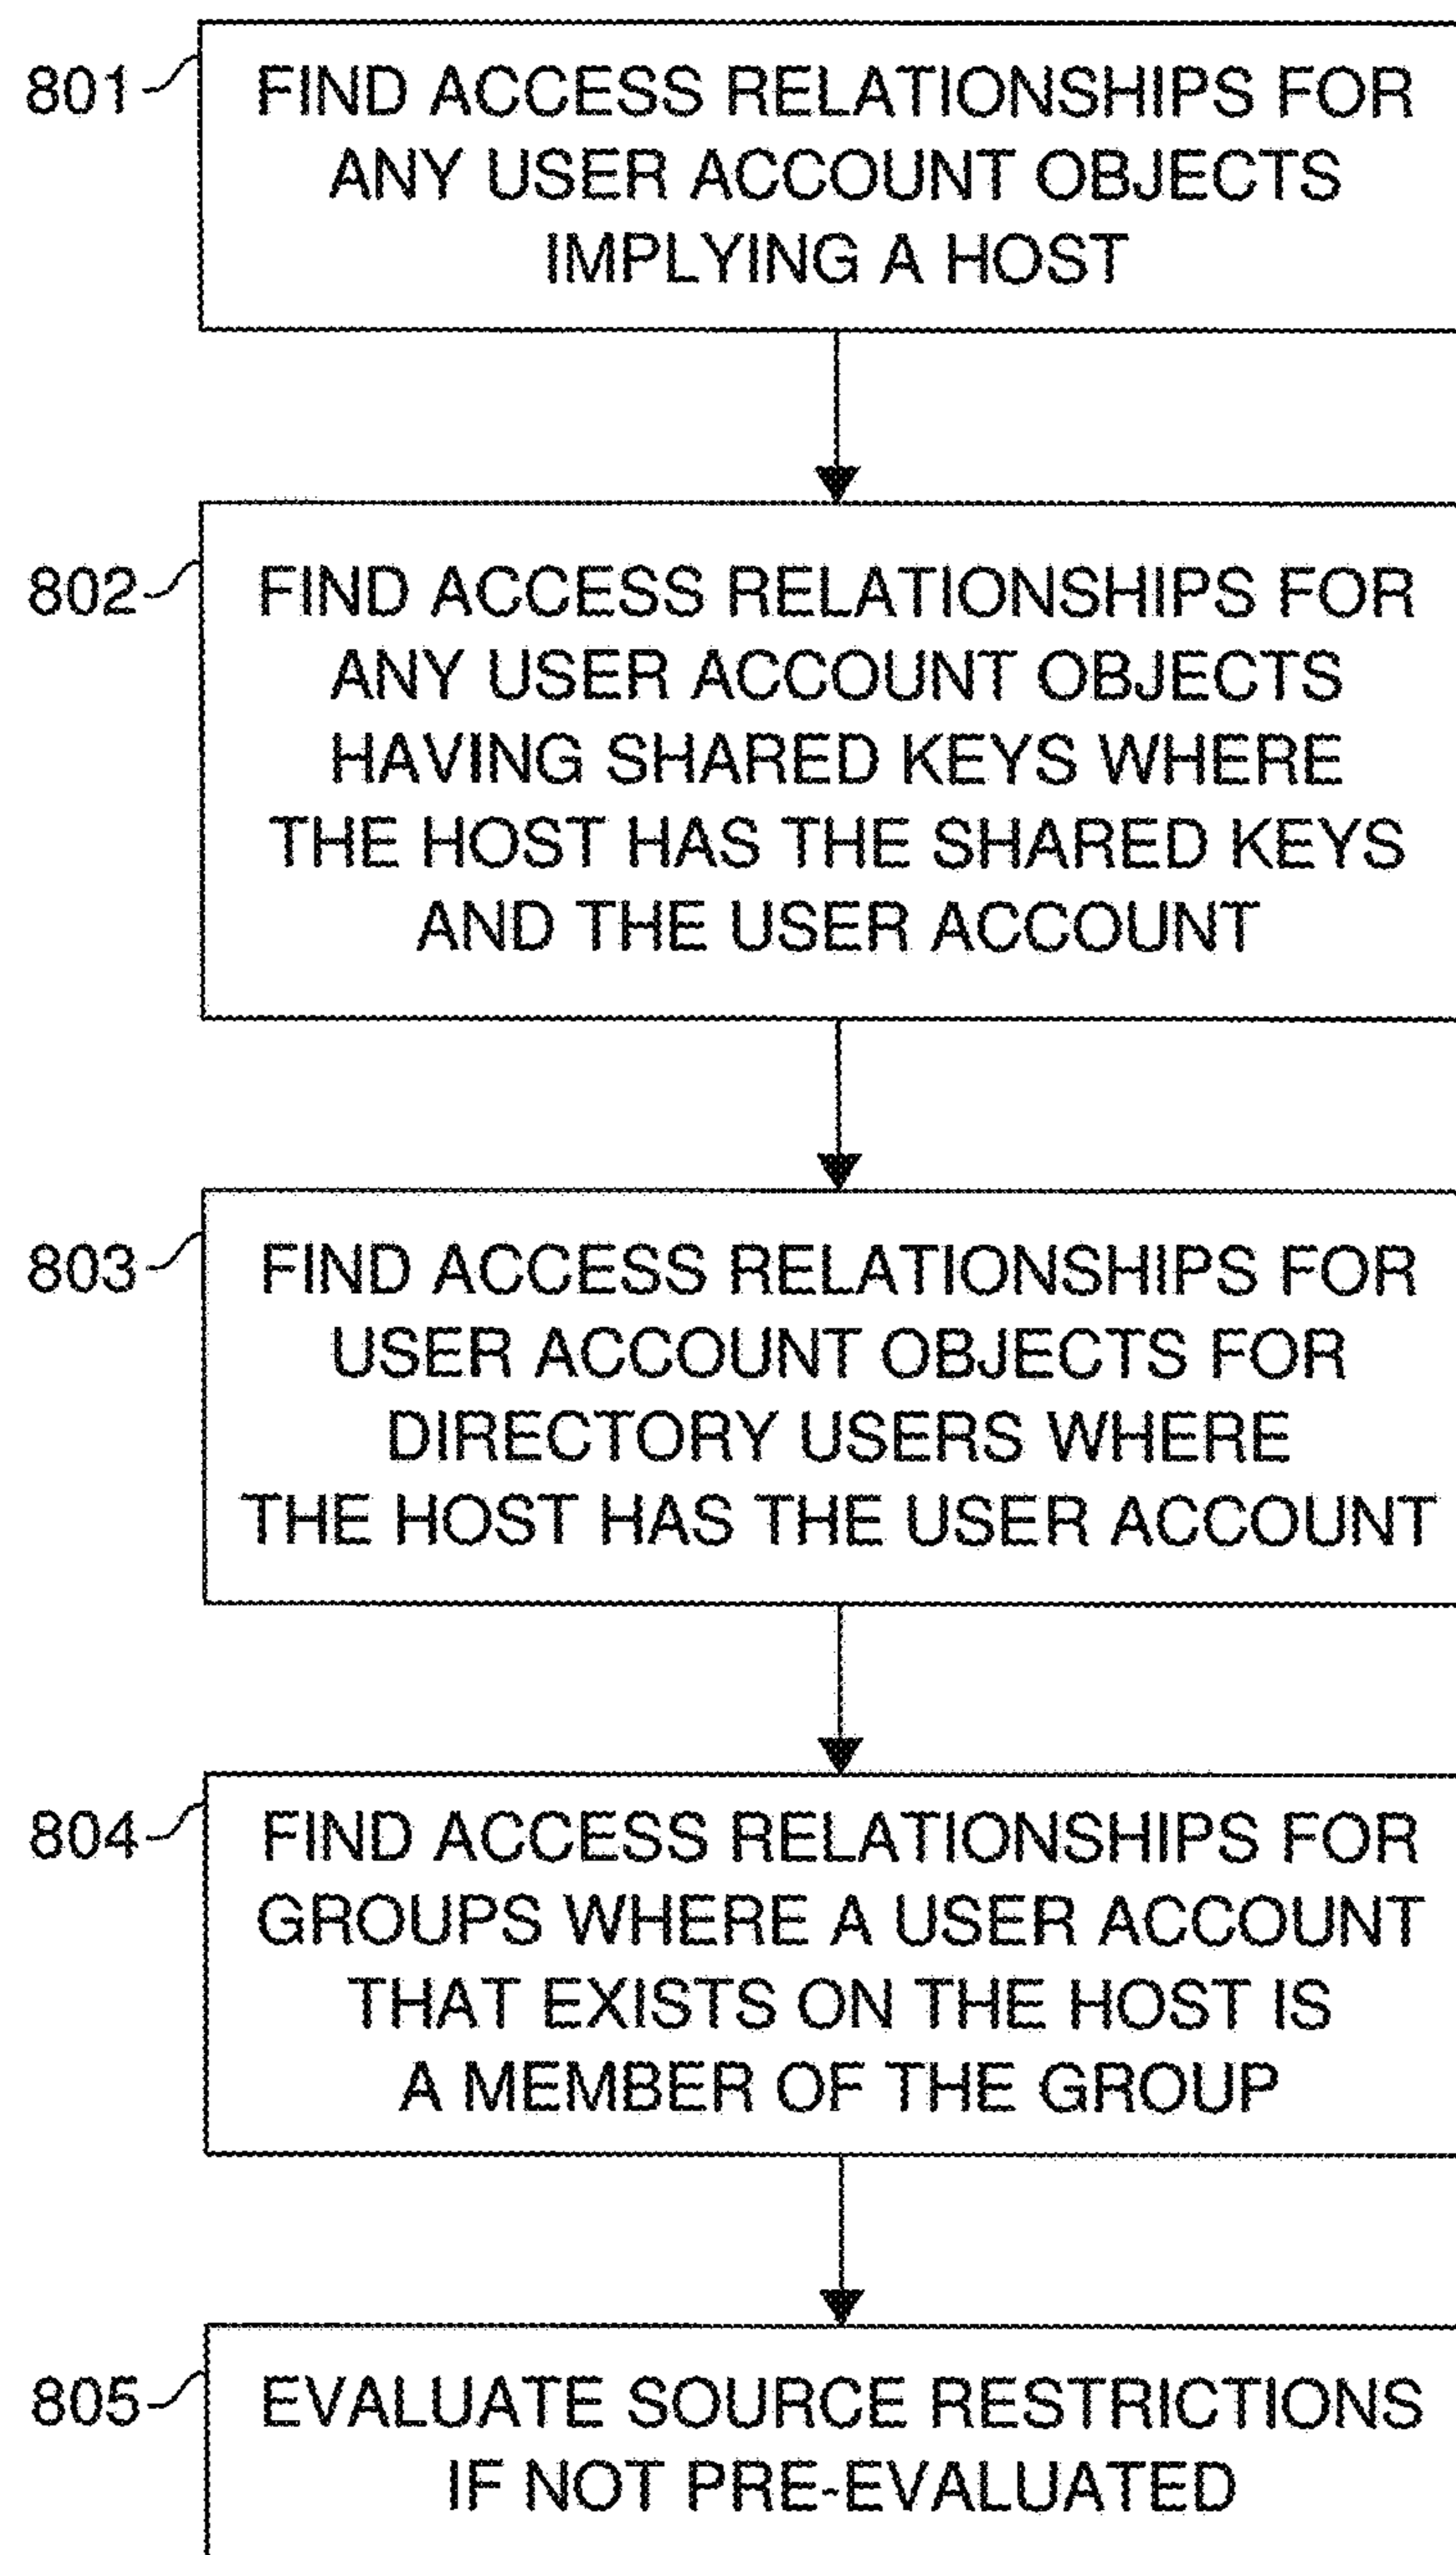 801
FIND ACCESS RELATIONSHIPS FOR
ANY USER ACCOUNT OBJECTS
IMPLYING A HOST
802
FIND ACCESS RELATIONSHIPS FOR
ANY USER ACCOUNT OBJECTS
HAVING SHARED KEYS WHERE
THE HOST HAS THE SHARED KEYS
AND THE USER ACCOUNT
803
FIND ACCESS RELATIONSHIPS FOR
USER ACCOUNT OBJECTS FOR
DIRECTORY USERS WHERE
THE HOST HAS THE USER ACCOUNT
804
FIND ACCESS RELATIONSHIPS FOR
GROUPS WHERE A USER ACCOUNT
THAT EXISTS ON THE HOST IS
A MEMBER OF THE GROUP
805
EVALUATE SOURCE RESTRICTIONS
IF NOT PRE-EVALUATED